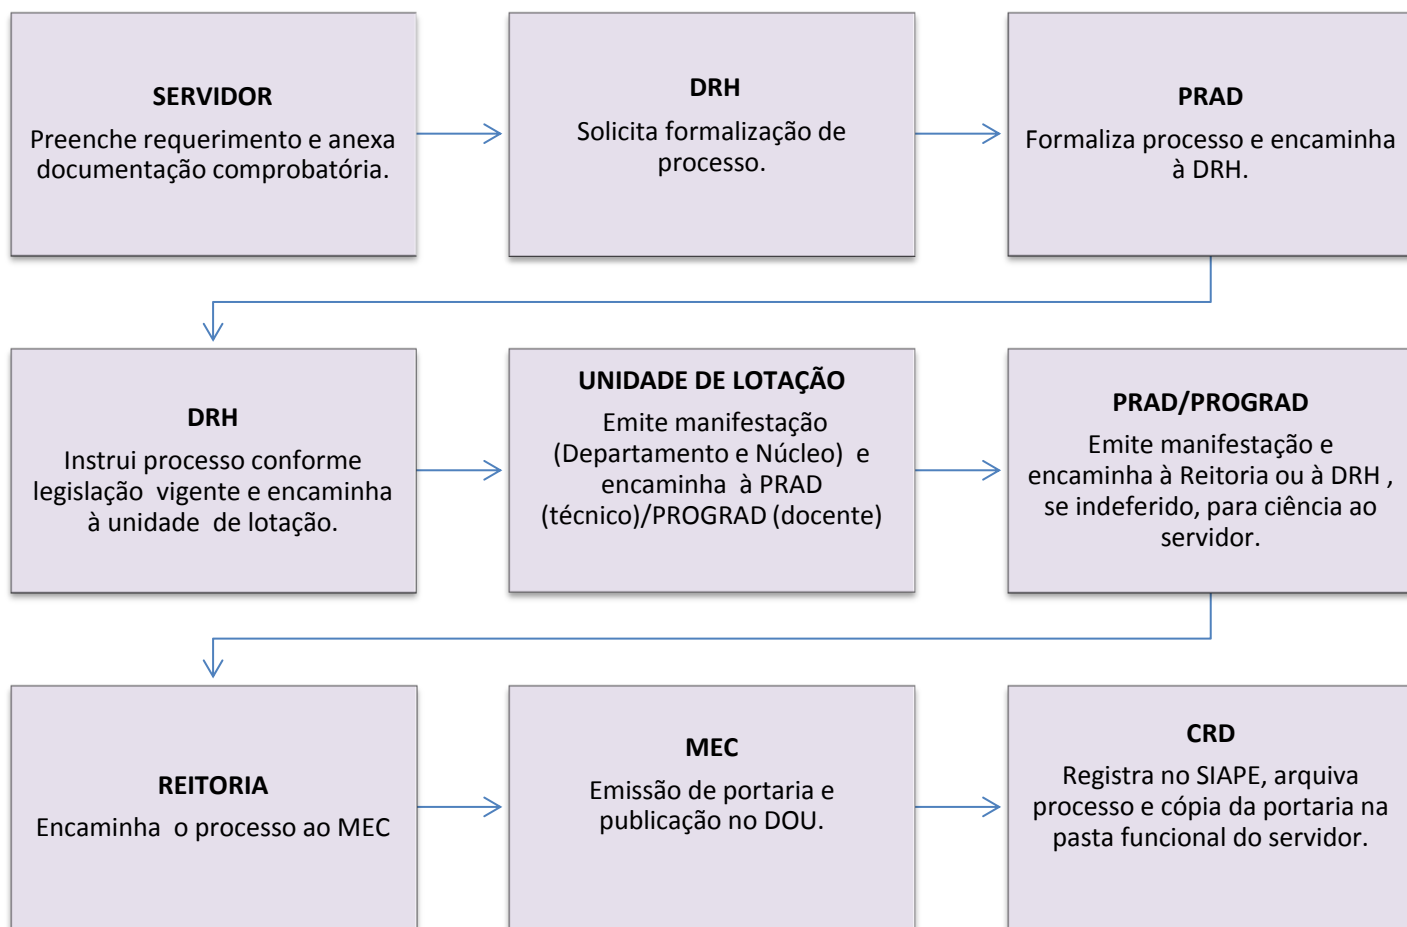 SERVIDOR
Preenche requerimento e anexa
documentação comprobatória.
DRH
Solicita formalização de
processo.
PRAD
Formaliza processo e encaminha
à DRH.
DRH
Instrui processo conforme
legislação vigente e encaminha
à unidade de lotação.
UNIDADE DE LOTAÇÃO
Emite manifestação
(Departamento e Núcleo) e
encaminha à PRAD
(técnico)/PROGRAD (docente)
PRAD/PROGRAD
Emite manifestação e
encaminha à Reitoria ou à DRH ,
se indeferido, para ciência ao
servidor.
REITORIA
Encaminha o processo ao MEC
MEC
Emissão de portaria e
publicação no DOU.
CRD
Registra no SIAPE, arquiva
processo e cópia da portaria na
pasta funcional do servidor.